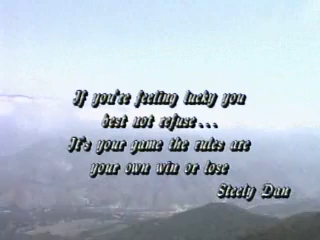 If you're feeling lucky you
best not refuse...
It's your game the rules are
your own win or lose
Steely Dan